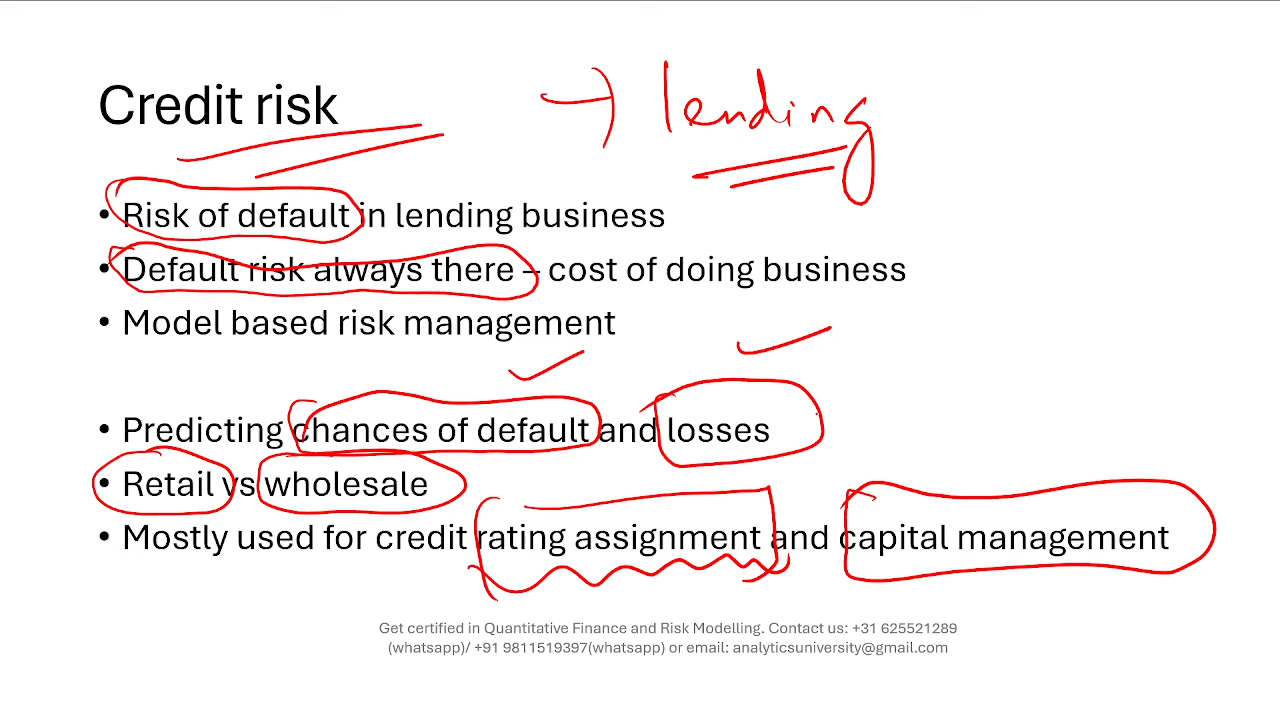 Credit risk
lending
• Risk of default in lending business
• Default risk always there – cost of doing business
• Model based risk management
• Predicting chances of default and losses
• Retail vs wholesale
• Mostly used for credit rating assignment and capital management
Get certified in Quantitative Finance and Risk Modelling. Contact us: +31 625521289
(whatsapp)/ +91 9811519397(whatsapp) or email: analyticsuniversity@gmail.com